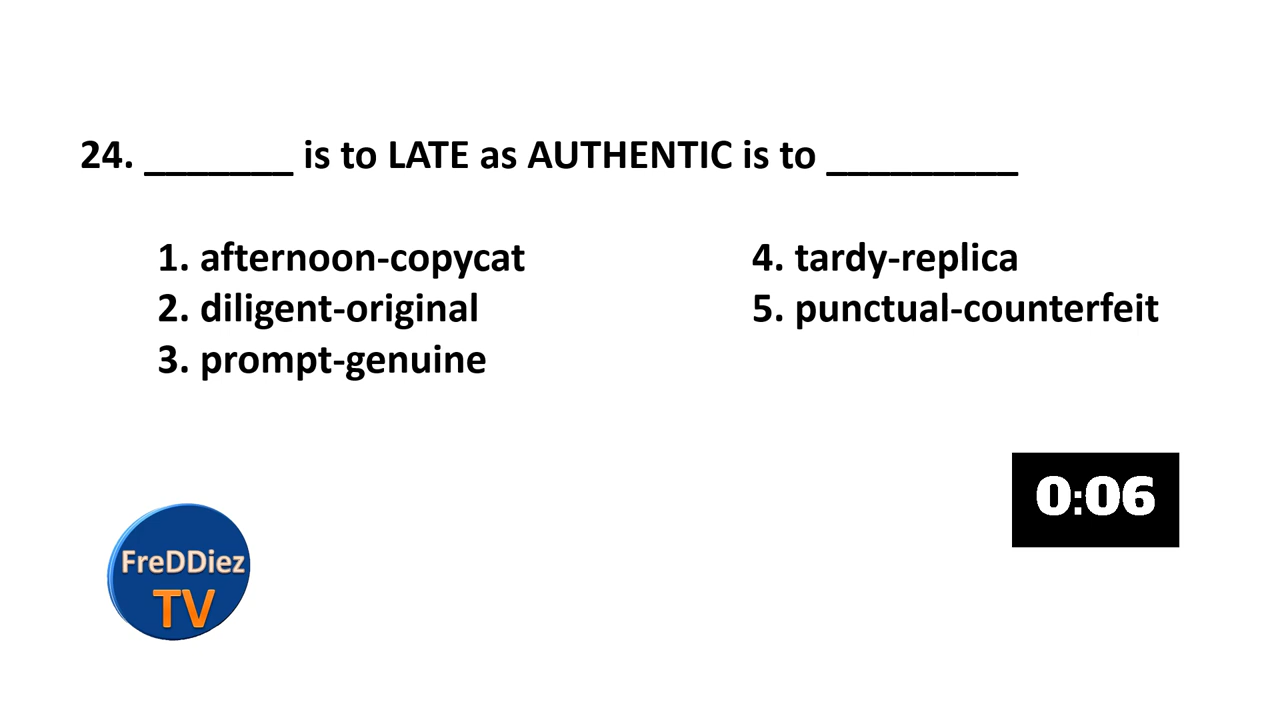 24. _______ is to LATE as AUTHENTIC is to _________
1. afternoon-copycat
2. diligent-original
3. prompt-genuine
4. tardy-replica
5. punctual-counterfeit
0:06
FreDDiez
TV